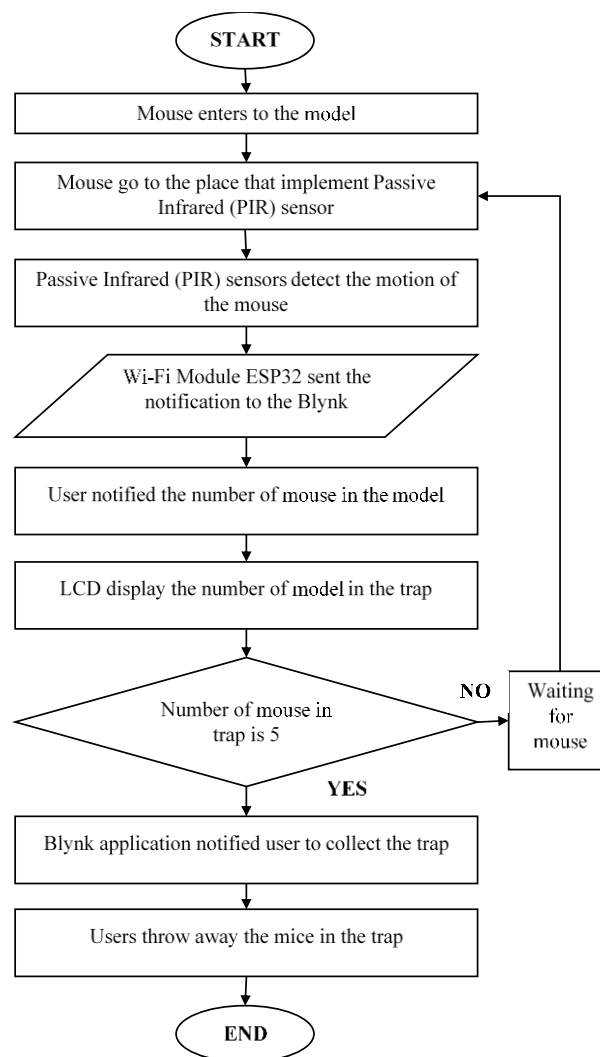 START
Mouse enters to the model
Mouse go to the place that implement Passive
Infrared (PIR) sensor
Passive Infrared (PIR) sensors detect the motion of
the mouse
Wi-Fi Module ESP32 sent the
notification to the Blynk
User notified the number of mouse in the model
LCD display the number of model in the trap
Number of mouse in
trap is 5
NO
Waiting
for
mouse
YES
Blynk application notified user to collect the trap
Users throw away the mice in the trap
END